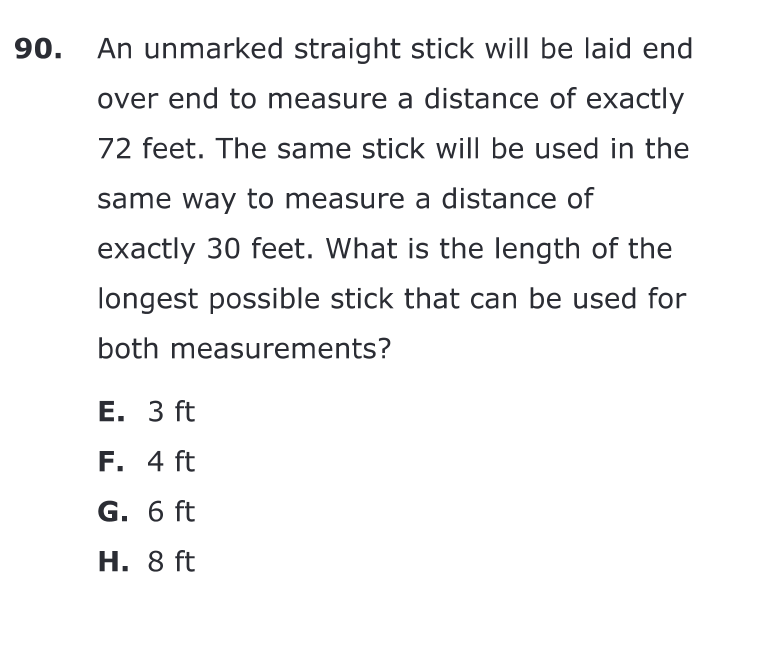 90. An unmarked straight stick will be laid end
over end to measure a distance of exactly
72 feet. The same stick will be used in the
same way to measure a distance of
exactly 30 feet. What is the length of the
longest possible stick that can be used for
both measurements?
E. 3 ft
F. 4 ft
G. 6 ft
H. 8 ft